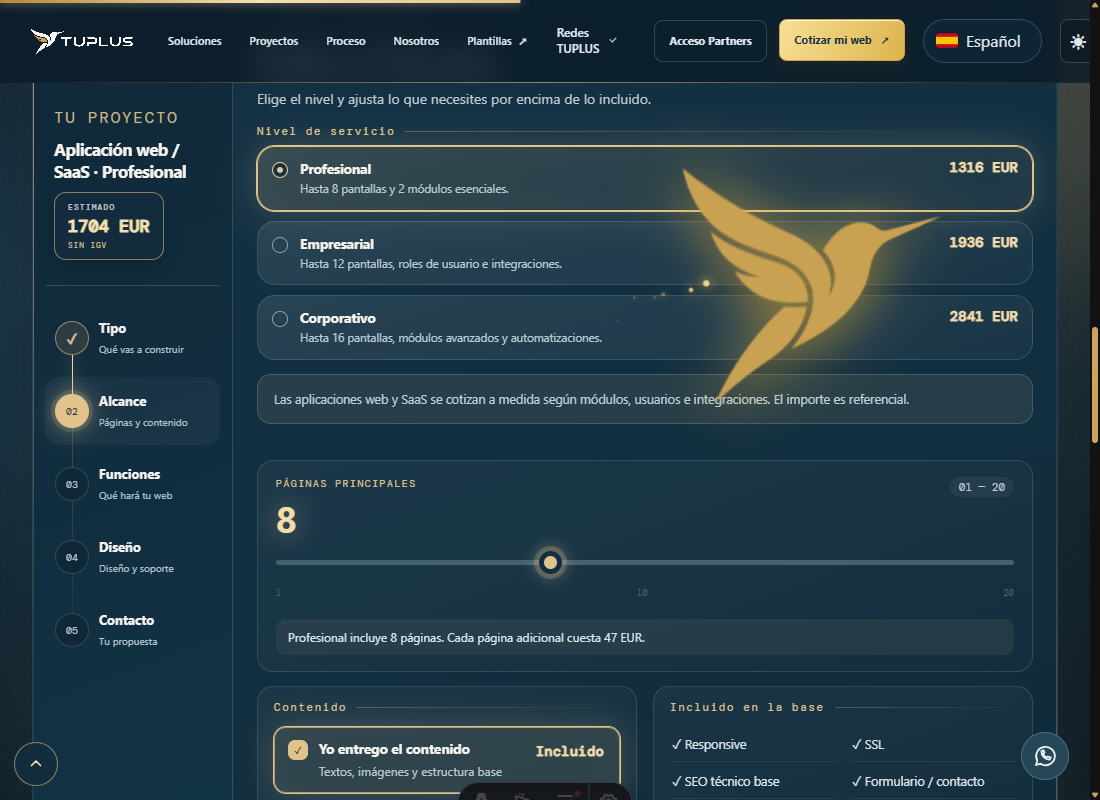 TUPLUS
Soluciones
Proyectos
Proceso
Nosotros
Plantillas ↗
Redes
TUPLUS
Acceso Partners
Cotizar mi web ↗
Español
TU PROYECTO
Aplicación web /
SaaS · Profesional
ESTIMADO
1704 EUR
SIN IGV
✓
Tipo
Qué vas a construir
02
Alcance
Páginas y contenido
03
Funciones
Qué hará tu web
04
Diseño
Diseño y soporte
05
Contacto
Tu propuesta
Elige el nivel y ajusta lo que necesites por encima de lo incluido.
Nivel de servicio
Profesional
1316 EUR
Hasta 8 pantallas y 2 módulos esenciales.
Empresarial
1936 EUR
Hasta 12 pantallas, roles de usuario e integraciones.
Corporativo
2841 EUR
Hasta 16 pantallas, módulos avanzados y automatizaciones.
Las aplicaciones web y SaaS se cotizan a medida según módulos, usuarios e integraciones. El importe es referencial.
PÁGINAS PRINCIPALES
01 — 20
8
1
10
20
Profesional incluye 8 páginas. Cada página adicional cuesta 47 EUR.
Contenido
✓ Yo entrego el contenido
Incluido
Textos, imágenes y estructura base
Incluido en la base
✓ Responsive
✓ SSL
✓ SEO técnico base
✓ Formulario / contacto